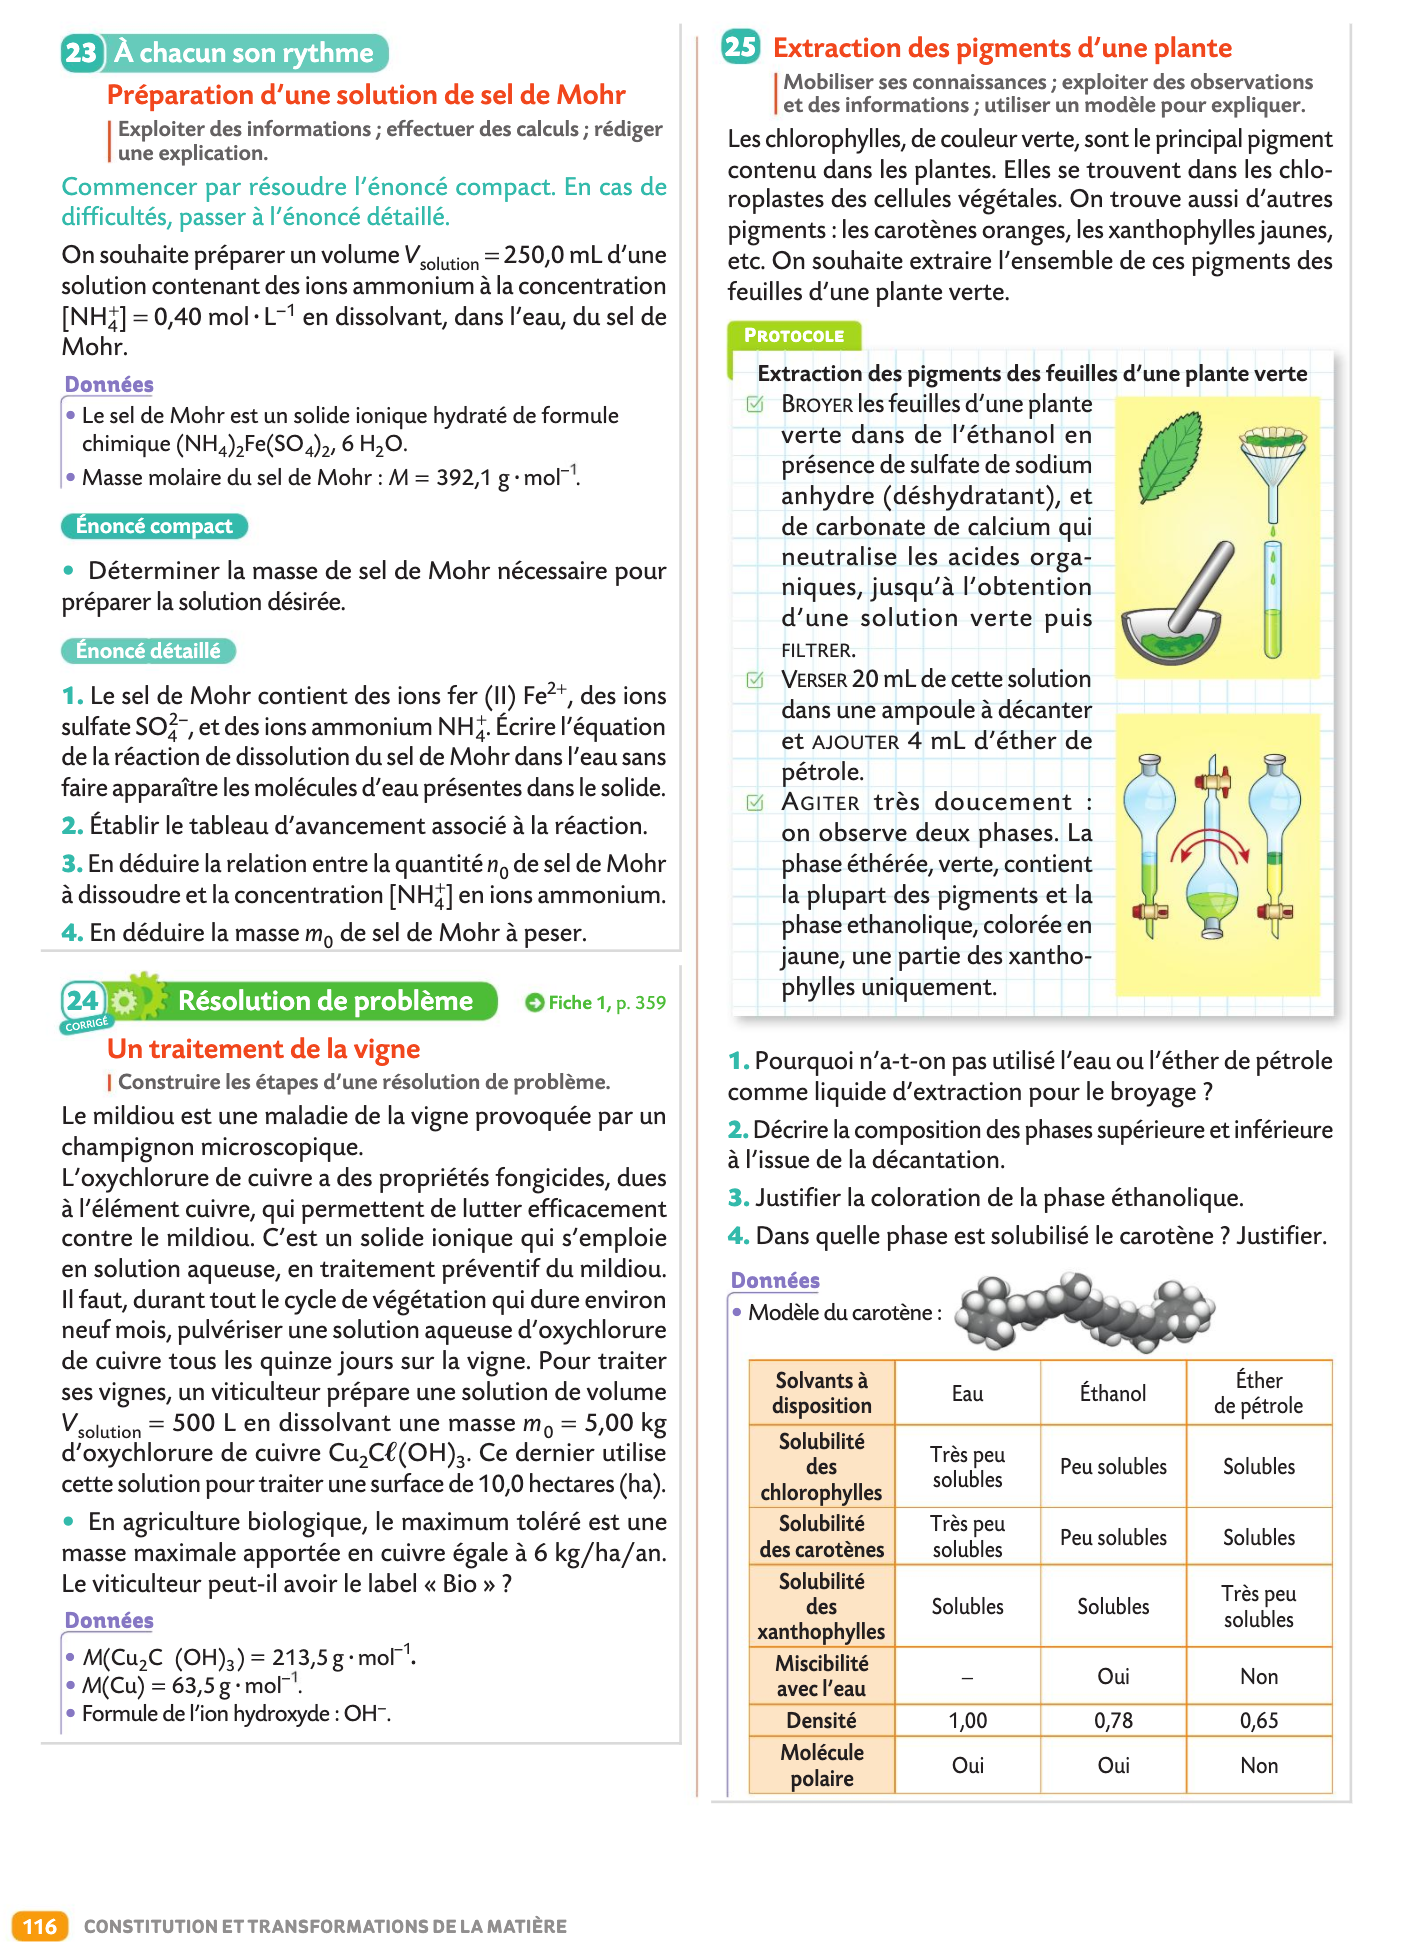 23 À chacun son rythme
Préparation d’une solution de sel de Mohr
Exploiter des informations ; effectuer des calculs ; rédiger
une explication.
Commencer par résoudre l’énoncé compact. En cas de
difficultés, passer à l’énoncé détaillé.
On souhaite préparer un volume V_solution = 250,0 mL d’une
solution contenant des ions ammonium à la concentration
[NH₄⁺] = 0,40 mol · L⁻¹ en dissolvant, dans l’eau, du sel de
Mohr.
Données
• Le sel de Mohr est un solide ionique hydraté de formule
chimique (NH₄)₂Fe(SO₄)₂, 6 H₂O.
• Masse molaire du sel de Mohr : M = 392,1 g · mol⁻¹.
Énoncé compact
• Déterminer la masse de sel de Mohr nécessaire pour
préparer la solution désirée.
Énoncé détaillé
1. Le sel de Mohr contient des ions fer (II) Fe²⁺, des ions
sulfate SO₄²⁻, et des ions ammonium NH₄⁺. Écrire l’équation
de la réaction de dissolution du sel de Mohr dans l’eau sans
faire apparaître les molécules d’eau présentes dans le solide.
2. Établir le tableau d’avancement associé à la réaction.
3. En déduire la relation entre la quantité n₀ de sel de Mohr
à dissoudre et la concentration [NH₄⁺] en ions ammonium.
4. En déduire la masse m₀ de sel de Mohr à peser.
24 Résolution de problème Fiche 1, p. 359
CORRIGÉ
Un traitement de la vigne
Construire les étapes d’une résolution de problème.
Le mildiou est une maladie de la vigne provoquée par un
champignon microscopique.
L’oxychlorure de cuivre a des propriétés fongicides, dues
à l’élément cuivre, qui permettent de lutter efficacement
contre le mildiou. C’est un solide ionique qui s’emploie
en solution aqueuse, en traitement préventif du mildiou.
Il faut, durant tout le cycle de végétation qui dure environ
neuf mois, pulvériser une solution aqueuse d’oxychlorure
de cuivre tous les quinze jours sur la vigne. Pour traiter
ses vignes, un viticulteur prépare une solution de volume
V_solution = 500 L en dissolvant une masse m₀ = 5,00 kg
d’oxychlorure de cuivre Cu₂Cℓ(OH)₃. Ce dernier utilise
cette solution pour traiter une surface de 10,0 hectares (ha).
• En agriculture biologique, le maximum toléré est une
masse maximale apportée en cuivre égale à 6 kg/ha/an.
Le viticulteur peut-il avoir le label « Bio » ?
Données
• M(Cu₂C (OH)₃) = 213,5 g · mol⁻¹.
• M(Cu) = 63,5 g · mol⁻¹.
• Formule de l’ion hydroxyde : OH⁻.
25 Extraction des pigments d’une plante
Mobiliser ses connaissances ; exploiter des observations
et des informations ; utiliser un modèle pour expliquer.
Les chlorophylles, de couleur verte, sont le principal pigment
contenu dans les plantes. Elles se trouvent dans les chlo-
roplastes des cellules végétales. On trouve aussi d’autres
pigments : les carotènes oranges, les xanthophylles jaunes,
etc. On souhaite extraire l’ensemble de ces pigments des
feuilles d’une plante verte.
PROTOCOLE
Extraction des pigments des feuilles d’une plante verte
BROYER les feuilles d’une plante
verte dans de l’éthanol en
présence de sulfate de sodium
anhydre (déshydratant), et
de carbonate de calcium qui
neutralise les acides orga-
niques, jusqu’à l’obtention
d’une solution verte puis
FILTRER.
VERSER 20 mL de cette solution
dans une ampoule à décanter
et AJOUTER 4 mL d’éther de
pétrole.
AGITER très doucement :
on observe deux phases. La
phase éthérée, verte, contient
la plupart des pigments et la
phase ethanolique, colorée en
jaune, une partie des xantho-
phylles uniquement.
1. Pourquoi n’a-t-on pas utilisé l’eau ou l’éther de pétrole
comme liquide d’extraction pour le broyage ?
2. Décrire la composition des phases supérieure et inférieure
à l’issue de la décantation.
3. Justifier la coloration de la phase éthanolique.
4. Dans quelle phase est solubilisé le carotène ? Justifier.
Données
• Modèle du carotène :
Solvants à disposition Eau Éthanol Éther de pétrole
Solubilité des chlorophylles Très peu solubles Peu solubles Solubles
Solubilité des carotènes Très peu solubles Peu solubles Solubles
Solubilité des xanthophylles Solubles Solubles Très peu solubles
Miscibilité avec l’eau – Oui Non
Densité 1,00 0,78 0,65
Molécule polaire Oui Oui Non
116 CONSTITUTION ET TRANSFORMATIONS DE LA MATIÈRE